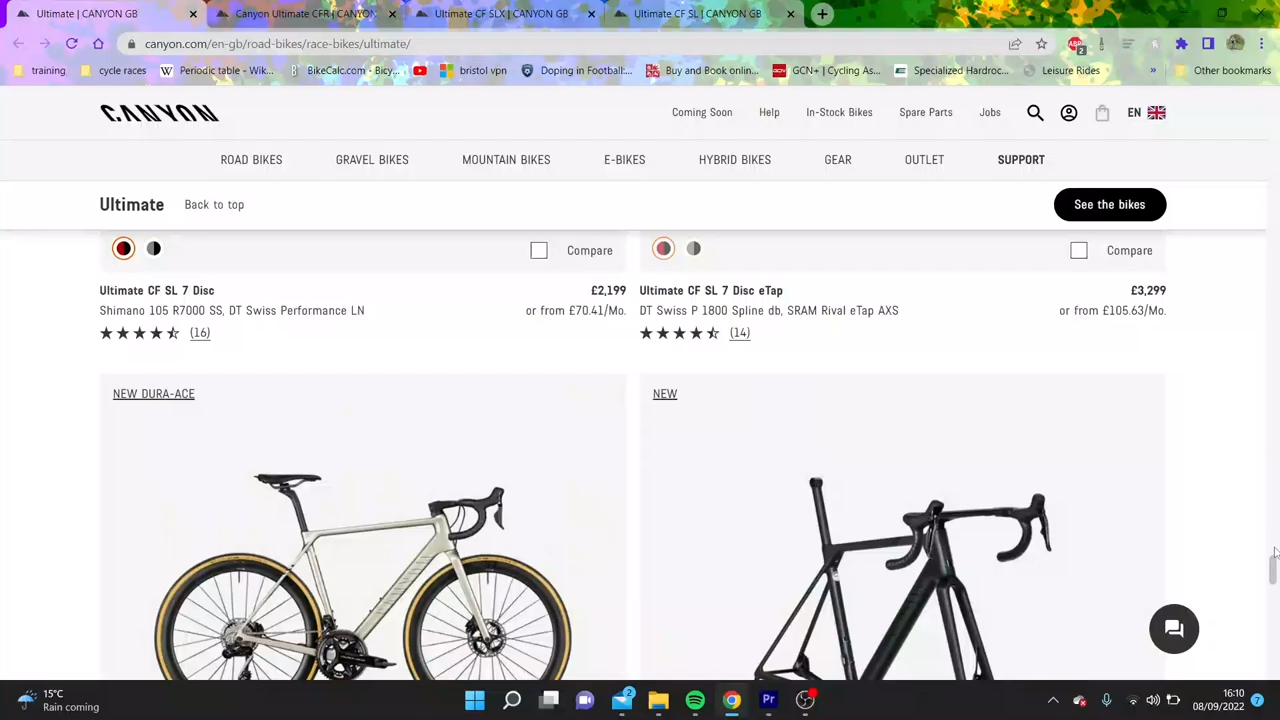 Ultimate | CANYON GB
Canyon Ultimate CFR | CANYON
Ultimate CF SLX | CANYON GB
Ultimate CF SL | CANYON GB
canyon.com/en-gb/road-bikes/race-bikes/ultimate/
2
training
cycle races
Periodic table - Wik...
BikeCalc.com - Bicy...
bristol vpn
Doping in Football:...
Buy and Book onlin...
GCN+ | Cycling As...
Specialized Hardroc...
Leisure Rides
»
Other bookmarks
CANYON
Coming Soon
Help
In-Stock Bikes
Spare Parts
Jobs
EN
ROAD BIKES
GRAVEL BIKES
MOUNTAIN BIKES
E-BIKES
HYBRID BIKES
GEAR
OUTLET
SUPPORT
Ultimate
Back to top
See the bikes
Compare
Compare
Ultimate CF SL 7 Disc
£2,199
Shimano 105 R7000 SS, DT Swiss Performance LN
or from £70.41/Mo.
(16)
Ultimate CF SL 7 Disc eTap
£3,299
DT Swiss P 1800 Spline db, SRAM Rival eTap AXS
or from £105.63/Mo.
(14)
NEW DURA-ACE
NEW
15°C
Rain coming
2
Pr
16:10
08/09/2022
7